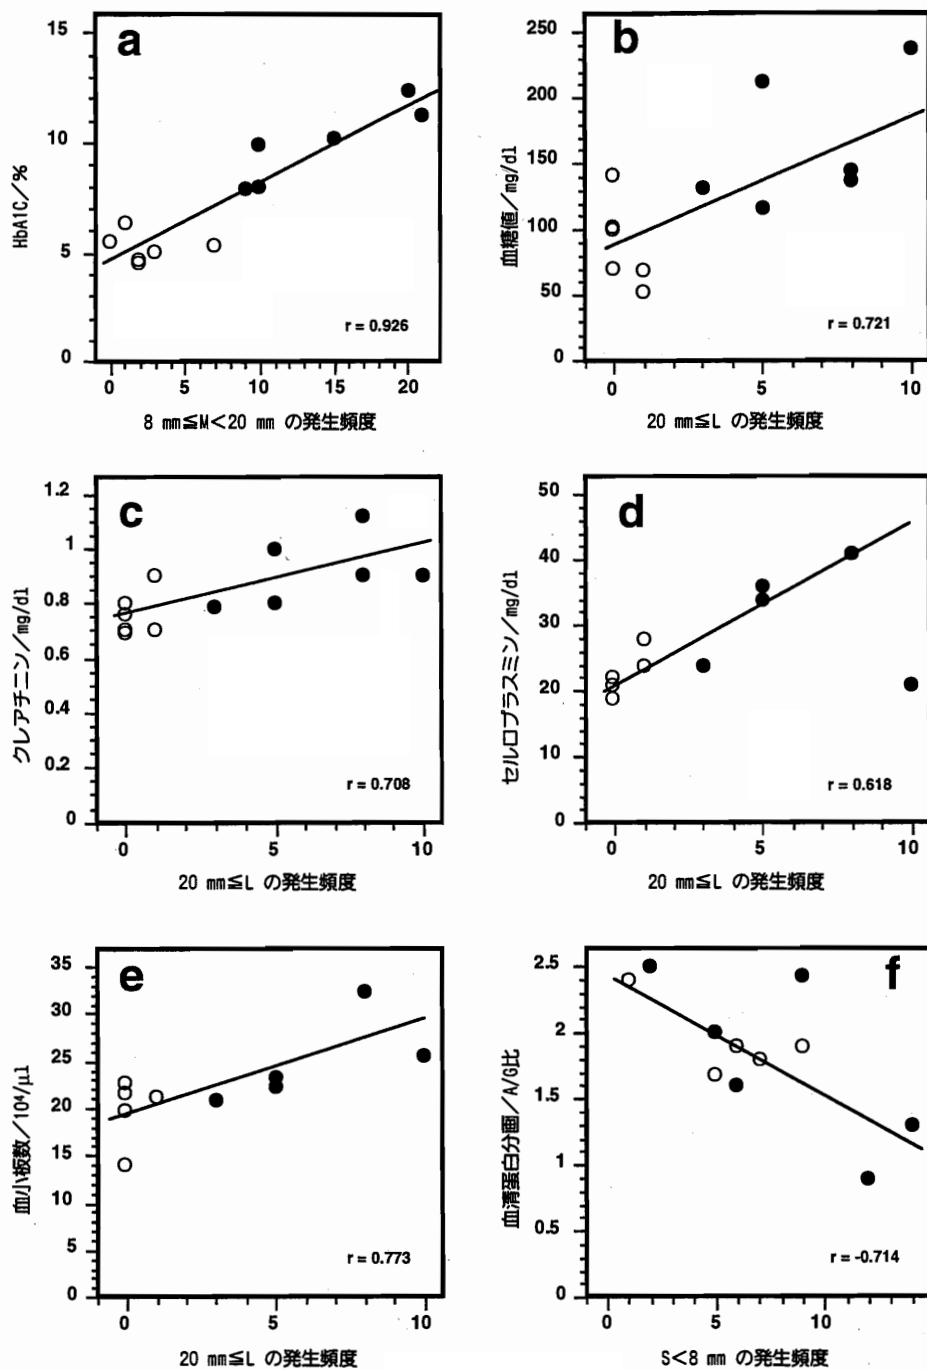 a
15
10
5
0
HbA1C/%
r = 0.926
0 5 10 15 20
8 mm≦M<20 mm の発生頻度
b
250
200
150
100
50
0
血糖値/mg/dl
r = 0.721
0 5 10
20 mm≦L の発生頻度
c
1.2
1
0.8
0.6
0.4
0.2
0
クレアチニン/mg/dl
r = 0.708
0 5 10
20 mm≦L の発生頻度
d
50
40
30
20
10
0
セルロプラスミン/mg/dl
r = 0.618
0 5 10
20 mm≦L の発生頻度
e
35
30
25
20
15
10
5
0
血小板数/10⁴/μl
r = 0.773
0 5 10
20 mm≦L の発生頻度
f
2.5
2
1.5
1
0.5
0
血清蛋白分画/A/G比
r = -0.714
0 5 10
S<8 mm の発生頻度